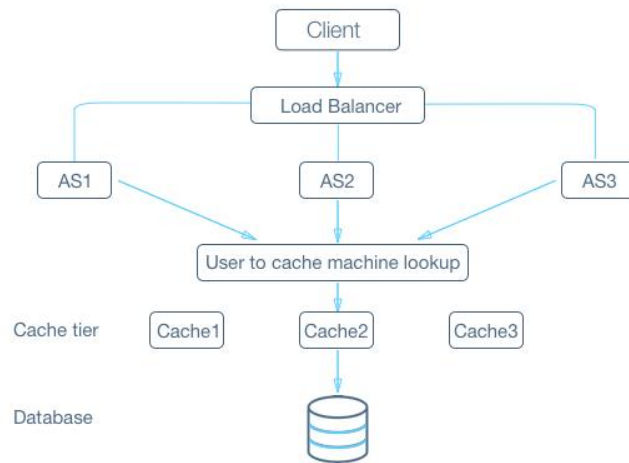 Client
Load Balancer
AS1
AS2
AS3
User to cache machine lookup
Cache tier
Cache1
Cache2
Cache3
Database